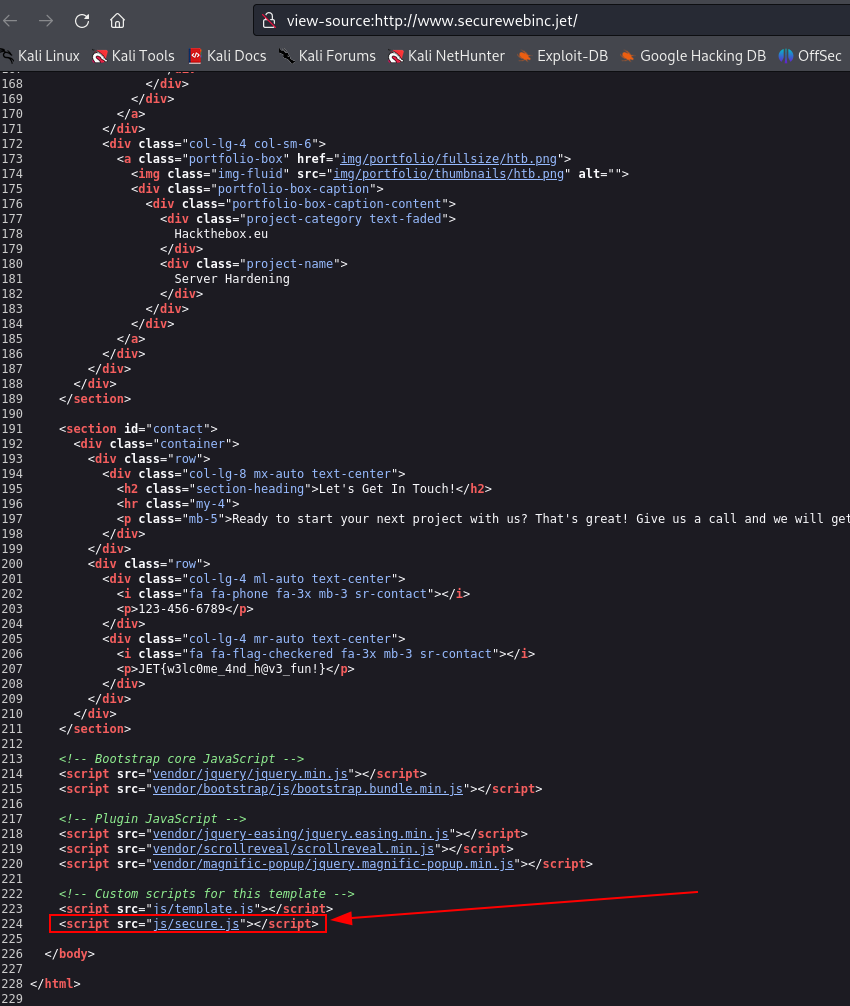 view-source:http://www.securewebinc.jet/
Kali Linux Kali Tools Kali Docs Kali Forums Kali NetHunter Exploit-DB Google Hacking DB OffSec
167 </div>
168 </div>
169 </div>
170 </a>
171 </div>
172 <div class="col-lg-4 col-sm-6">
173 <a class="portfolio-box" href="img/portfolio/fullsize/htb.png">
174 <img class="img-fluid" src="img/portfolio/thumbnails/htb.png" alt="">
175 <div class="portfolio-box-caption">
176 <div class="portfolio-box-caption-content">
177 <div class="project-category text-faded">
178 Hackthebox.eu
179 </div>
180 <div class="project-name">
181 Server Hardening
182 </div>
183 </div>
184 </div>
185 </a>
186 </div>
187 </div>
188 </div>
189 </section>
190
191 <section id="contact">
192 <div class="container">
193 <div class="row">
194 <div class="col-lg-8 mx-auto text-center">
195 <h2 class="section-heading">Let's Get In Touch!</h2>
196 <hr class="my-4">
197 <p class="mb-5">Ready to start your next project with us? That's great! Give us a call and we will get
198 </div>
199 </div>
200 <div class="row">
201 <div class="col-lg-4 ml-auto text-center">
202 <i class="fa fa-phone fa-3x mb-3 sr-contact"></i>
203 <p>123-456-6789</p>
204 </div>
205 <div class="col-lg-4 mr-auto text-center">
206 <i class="fa fa-flag-checkered fa-3x mb-3 sr-contact"></i>
207 <p>JET{w3lc0me_4nd_h@v3_fun!}</p>
208 </div>
209 </div>
210 </div>
211 </section>
212
213 <!-- Bootstrap core JavaScript -->
214 <script src="vendor/jquery/jquery.min.js"></script>
215 <script src="vendor/bootstrap/js/bootstrap.bundle.min.js"></script>
216
217 <!-- Plugin JavaScript -->
218 <script src="vendor/jquery-easing/jquery.easing.min.js"></script>
219 <script src="vendor/scrollreveal/scrollreveal.min.js"></script>
220 <script src="vendor/magnific-popup/jquery.magnific-popup.min.js"></script>
221
222 <!-- Custom scripts for this template -->
223 <script src="js/template.js"></script>
224 <script src="js/secure.js"></script>
225
226 </body>
227
228 </html>
229